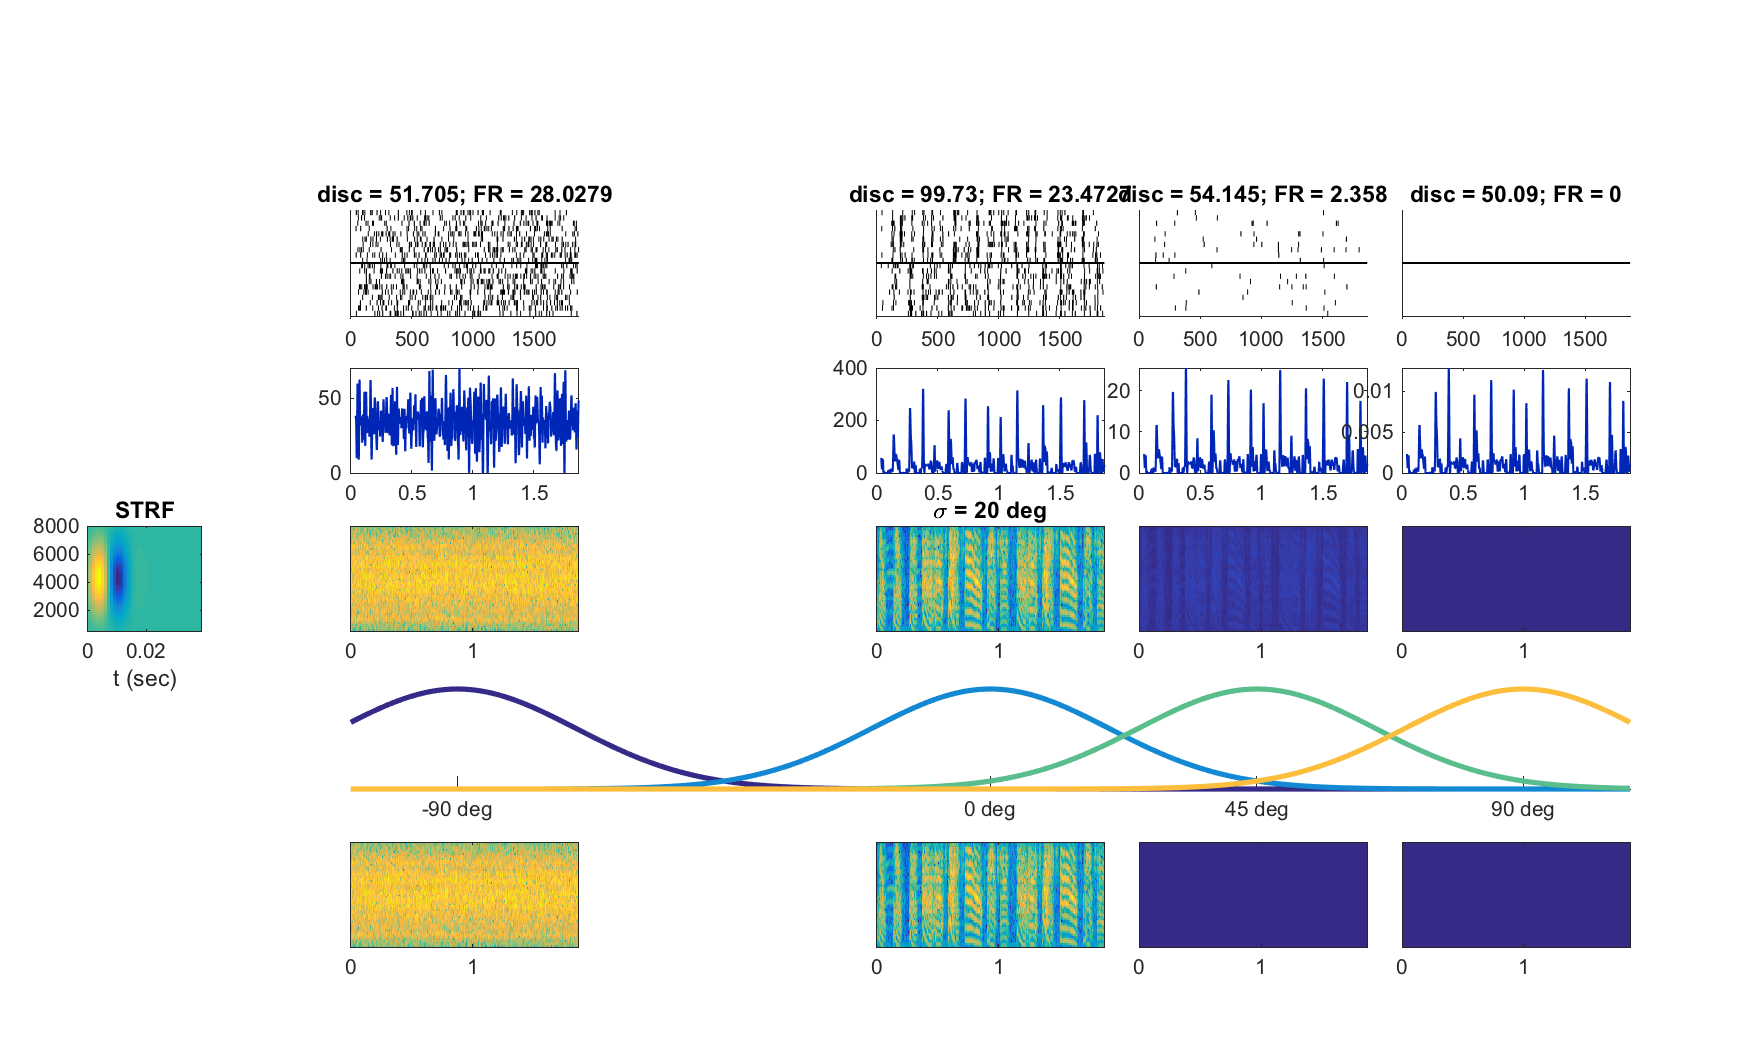 disc = 51.705; FR = 28.0279
disc = 99.73; FR = 23.4727
disc = 54.145; FR = 2.358
disc = 50.09; FR = 0
0 500 1000 1500
0 500 1000 1500
0 500 1000 1500
0 500 1000 1500
50
0
0 0.5 1 1.5
400
200
0
0 0.5 1 1.5
20
10
0
0 0.5 1 1.5
0.01
0.005
0
0 0.5 1 1.5
STRF
8000
6000
4000
2000
0 0.02
t (sec)
0 1
σ = 20 deg
0 1
0 1
0 1
-90 deg 0 deg 45 deg 90 deg
0 1
0 1
0 1
0 1